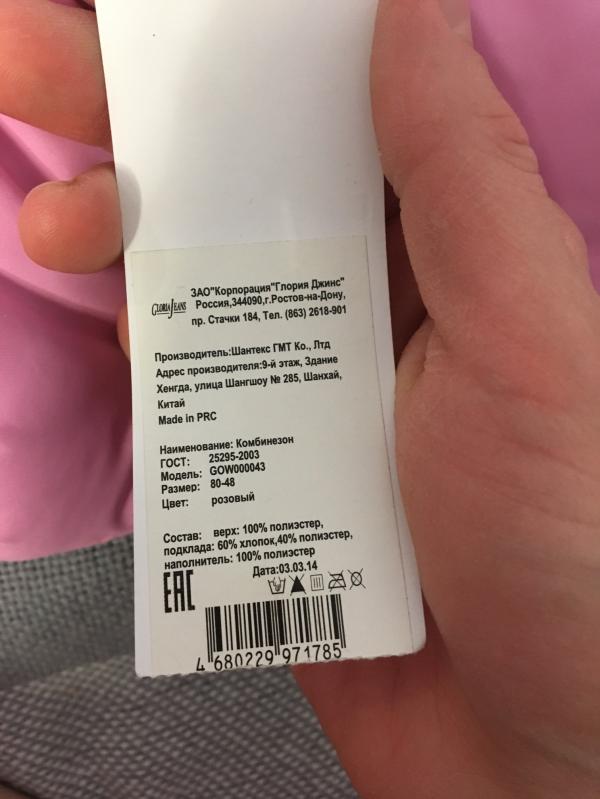 GLORIA JEANS
ЗАО"Корпорация"Глория Джинс"
Россия,344090,г.Ростов-на-Дону,
пр. Стачки 184, Тел. (863) 2618-901
Производитель:Шантекс ГМТ Ко., Лтд
Адрес производителя:9-й этаж, Здание
Хенгда, улица Шангшоу № 285, Шанхай,
Китай
Made in PRC
Наименование: Комбинезон
ГОСТ: 25295-2003
Модель: GOW000043
Размер: 80-48
Цвет: розовый
Состав: верх: 100% полиэстер,
подклада: 60% хлопок,40% полиэстер,
наполнитель: 100% полиэстер
Дата:03.03.14
EAC
4 680229 971785